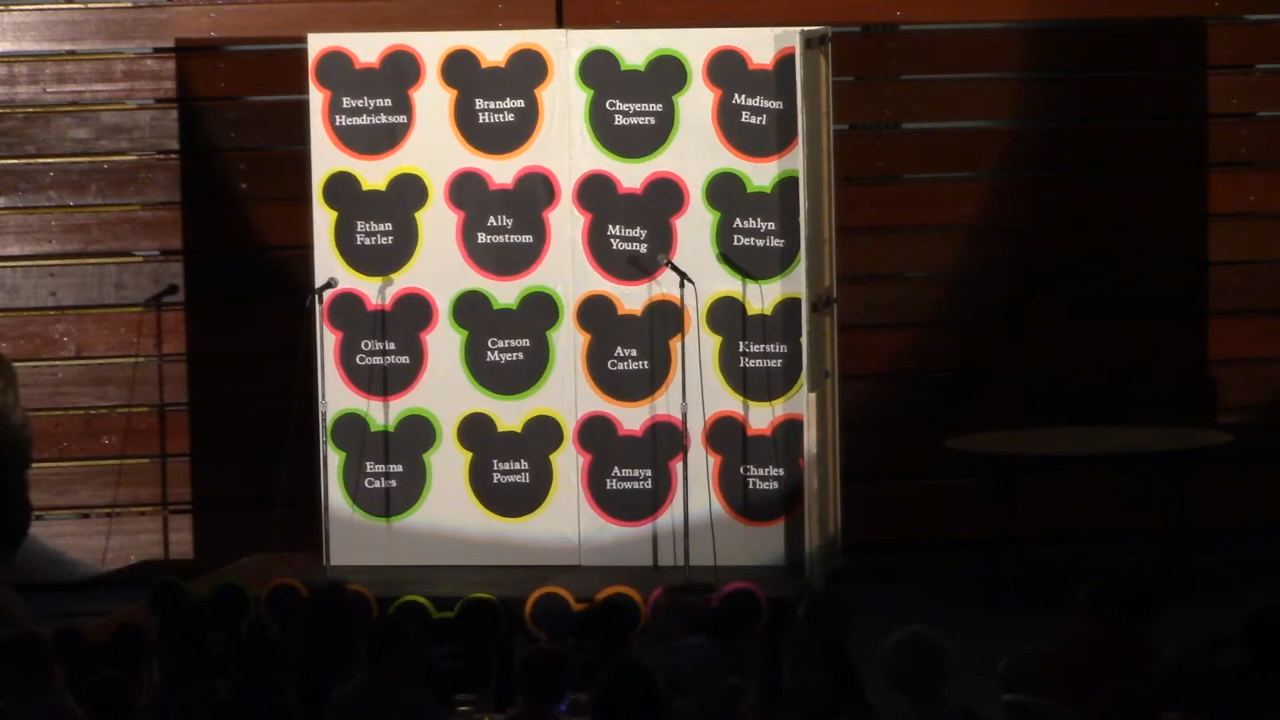 Evelynn
Hendrickson
Brandon
Hittle
Cheyenne
Bowers
Madison
Earl
Ethan
Farler
Ally
Brostrom
Mindy
Young
Ashlyn
Detwiler
Olivia
Compton
Carson
Myers
Ava
Catlett
Kierstin
Renner
Emma
Cales
Isaiah
Powell
Amaya
Howard
Charles
Theis